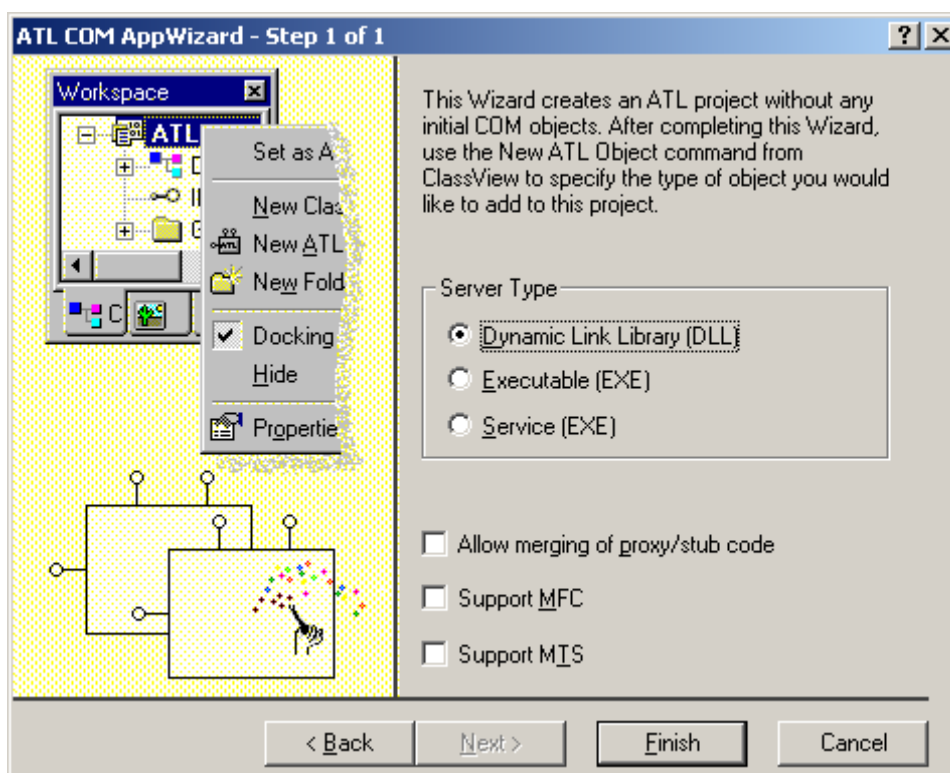 ATL COM AppWizard - Step 1 of 1
Workspace
ATL
Set as A
New Clas
New ATL
New Fold
Docking
Hide
Propertie
C
This Wizard creates an ATL project without any
initial COM objects. After completing this Wizard,
use the New ATL Object command from
ClassView to specify the type of object you would
like to add to this project.
Server Type
Dynamic Link Library (DLL)
Executable (EXE)
Service (EXE)
Allow merging of proxy/stub code
Support MFC
Support MTS
< Back
Next >
Finish
Cancel